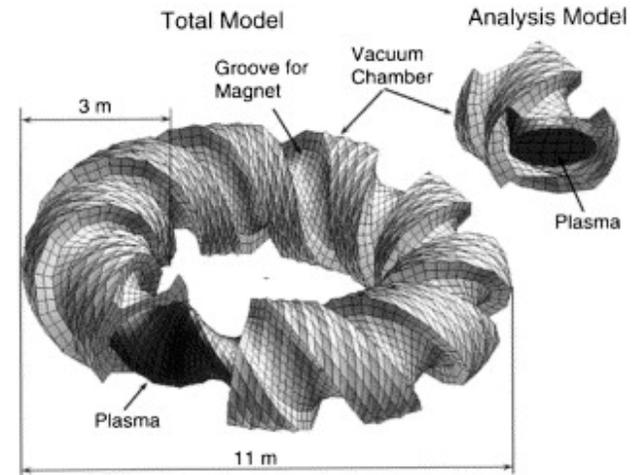 Total Model
Analysis Model
Groove for
Magnet
Vacuum
Chamber
3 m
Plasma
Plasma
11 m